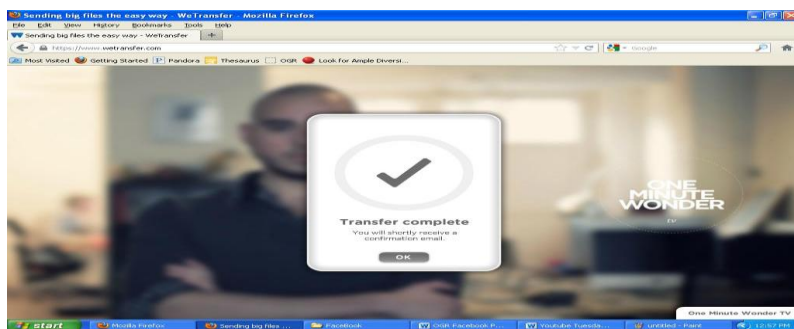 Sending big files the easy way - WeTransfer - Mozilla Firefox
File Edit View History Bookmarks Tools Help
Sending big files the easy way - WeTransfer +
https://www.wetransfer.com
Google
Most Visited Getting Started Pandora Thesaurus OGR Look for Ample Diversi...
ONE
MINUTE
WONDER
TV
Transfer complete
You will shortly receive a
confirmation email.
OK
One Minute Wonder TV
start Mozilla Firefox Sending big files ... Facebook OGR Facebook P... Youtube Tuesda... untitled - Paint 12:57 PM